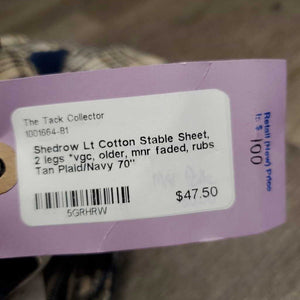 The Tack Collector
1001664-81
Shedrow Lt Cotton Stable Sheet,
2 legs *vgc, older, mnr faded, rubs
Tan Plaid/Navy 70"
$47.50
5GRHRW
Retail (New) Price
$ 100